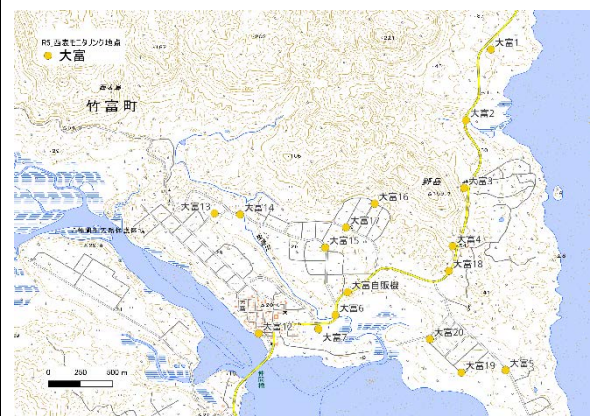 R5_西表モニタリング地点
大富
竹富町
大富1
大富2
大富3
野岳
大富16
大富13
大富14
大富17
大富15
大富4
大富18
大富自販機
大富6
大富12
大富7
大富20
大富19
大富5
0 250 500 m